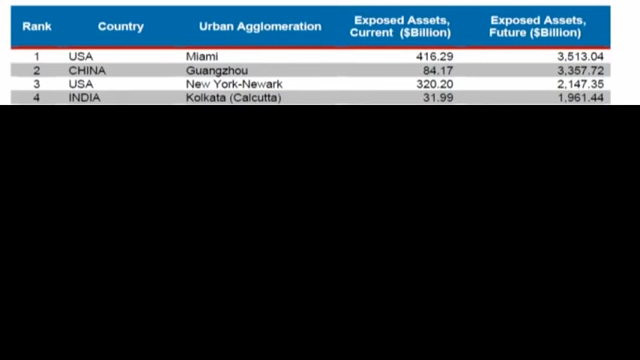 Rank Country Urban Agglomeration Exposed Assets, Current ($Billion) Exposed Assets, Future ($Billion)
1 USA Miami 416.29 3,513.04
2 CHINA Guangzhou 84.17 3,357.72
3 USA New York-Newark 320.20 2,147.35
4 INDIA Kolkata (Calcutta) 31.99 1,961.44